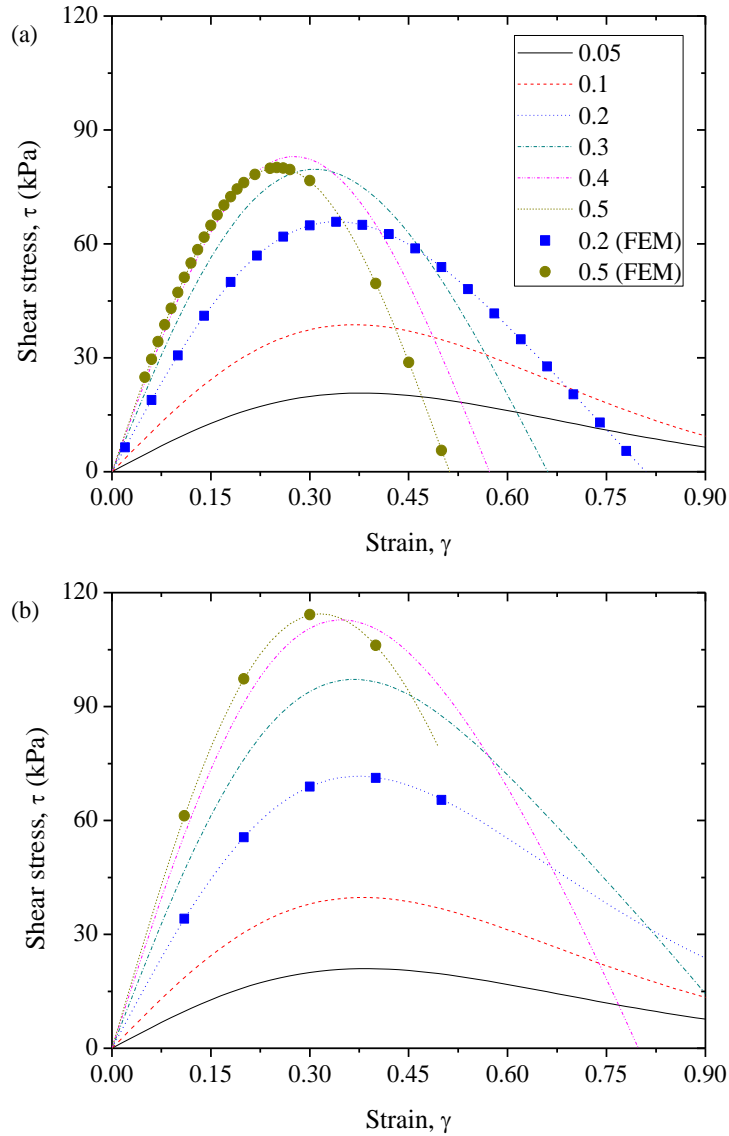 (a)
120
90
60
30
0
Shear stress, τ (kPa)
0.05
0.1
0.2
0.3
0.4
0.5
0.2 (FEM)
0.5 (FEM)
0.00 0.15 0.30 0.45 0.60 0.75 0.90
Strain, γ
(b)
120
90
60
30
0
Shear stress, τ (kPa)
0.00 0.15 0.30 0.45 0.60 0.75 0.90
Strain, γ